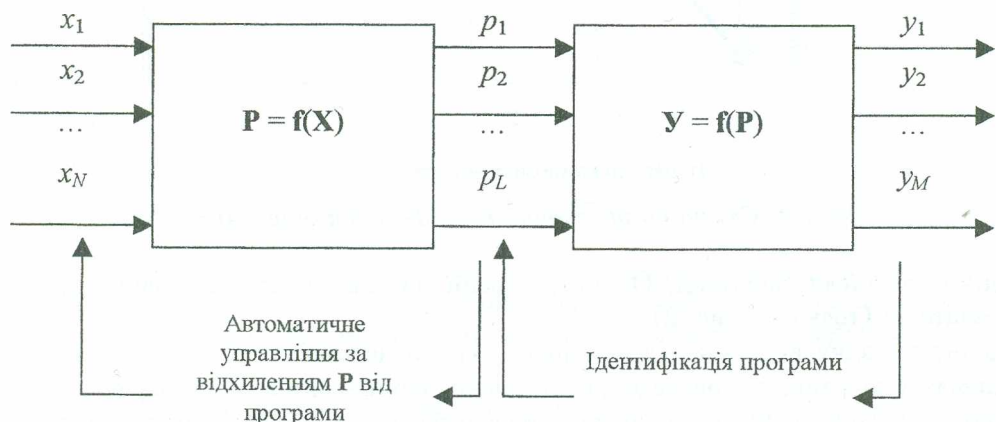 x1 p1 y1
x2 p2 y2
P = f(X) У = f(P)
... ... ...
xN pL yM
Автоматичне
управління за
відхиленням P від
програми
Ідентифікація програми